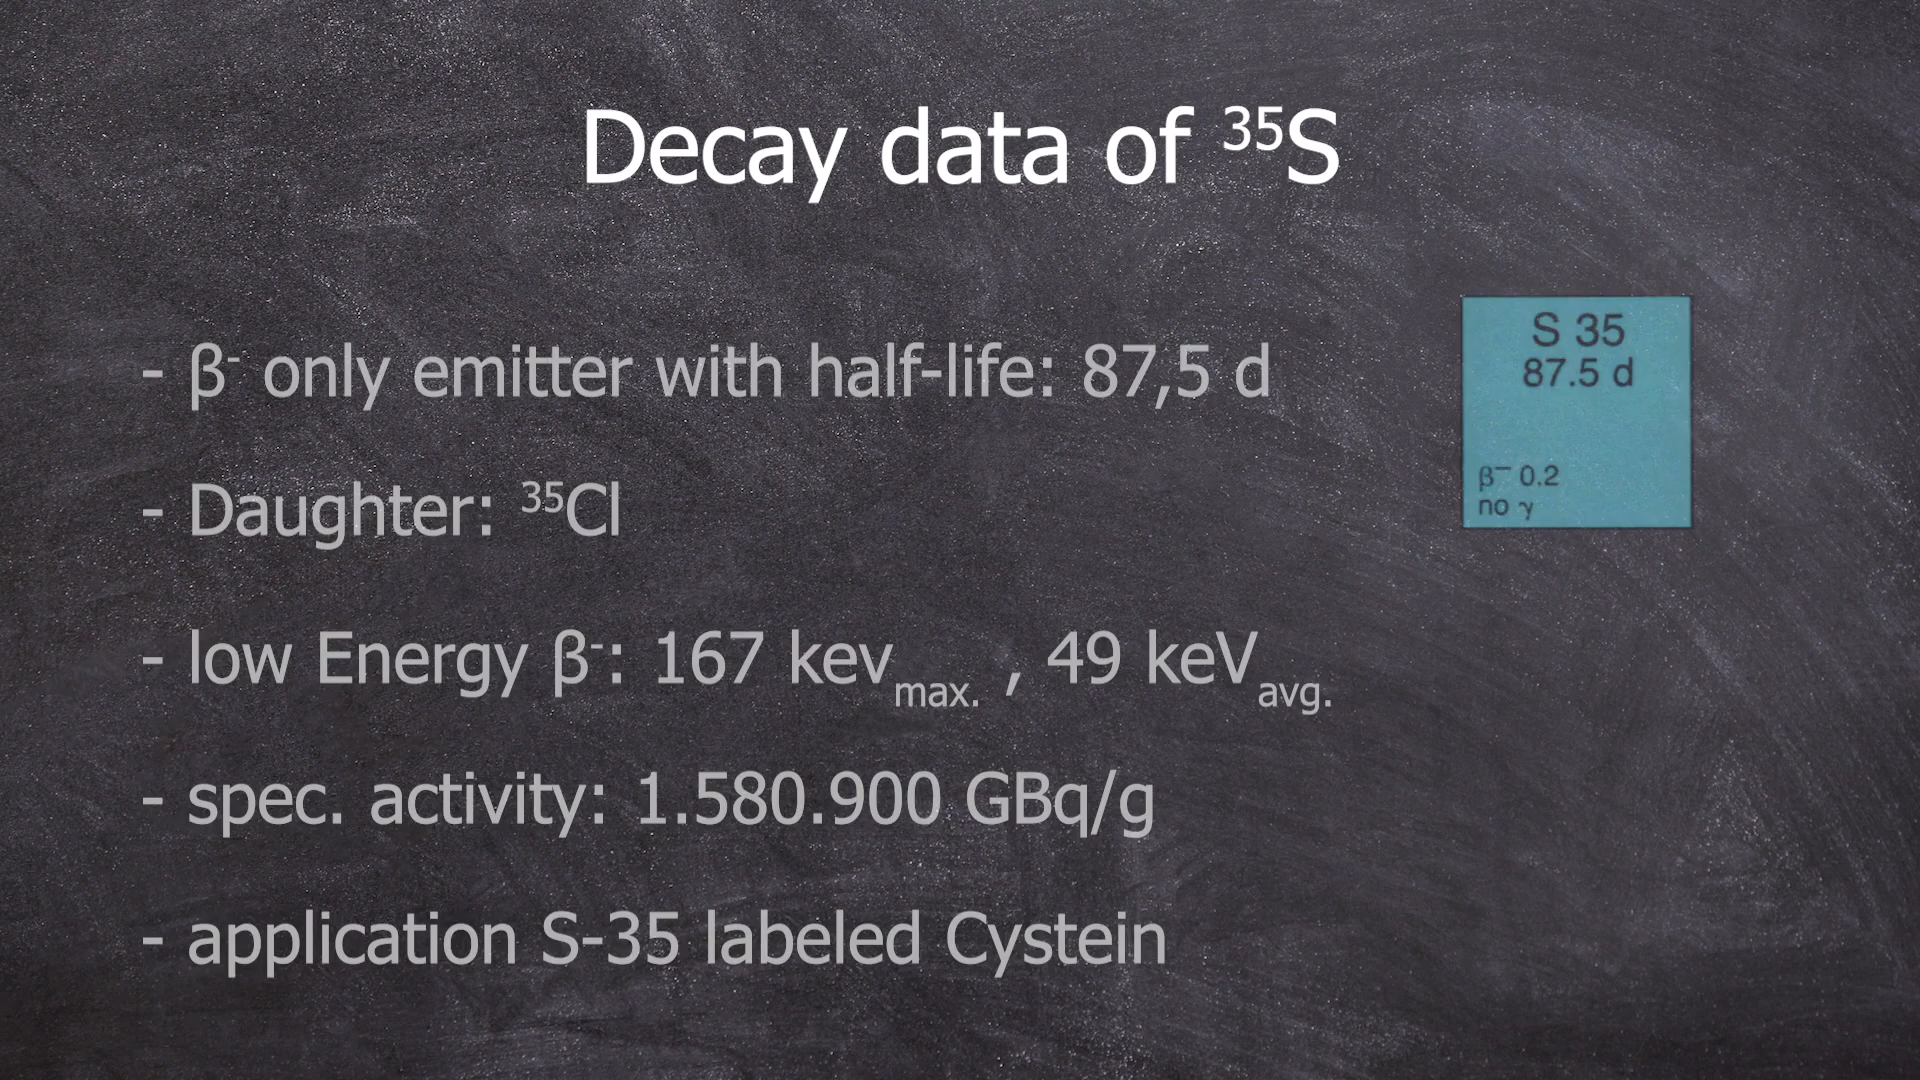 Decay data of ³⁵S
- β⁻ only emitter with half-life: 87,5 d
- Daughter: ³⁵Cl
- low Energy β⁻: 167 kev max. , 49 keV avg.
- spec. activity: 1.580.900 GBq/g
- application S-35 labeled Cystein
S 35
87.5 d
β⁻ 0.2
no γ